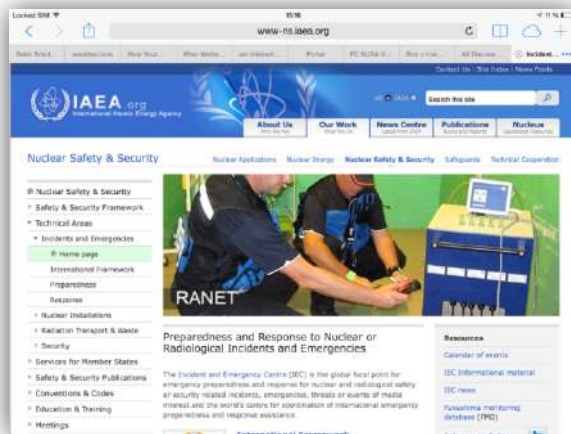 Locked SIM
15:16
11 %
www-ns.iaea.org
Portal
Incident...
Contact Us | Site Index | News Feeds
IAEA.org
International Atomic Energy Agency
Search this site
About Us
Our Work
News Centre
Publications
Nucleus
Nuclear Safety & Security
Nuclear Applications
Nuclear Energy
Nuclear Safety & Security
Safeguards
Technical Cooperation
Nuclear Safety & Security
Safety & Security Framework
Technical Areas
Incidents and Emergencies
Home page
International Framework
Preparedness
Response
Nuclear Installations
Radiation Transport & Waste
Security
Services for Member States
Safety & Security Publications
Conventions & Codes
Education & Training
Meetings
RANET
Preparedness and Response to Nuclear or
Radiological Incidents and Emergencies
The Incident and Emergency Centre (IEC) is the global focal point for
emergency preparedness and response for nuclear and radiological safety
or security related incidents, emergencies, threats or events of media
interest and the world's centre for coordination of international emergency
preparedness and response assistance.
International Framework
Resources
Calendar of events
IEC Informational material
IEC news
Fukushima monitoring
database (FMD)